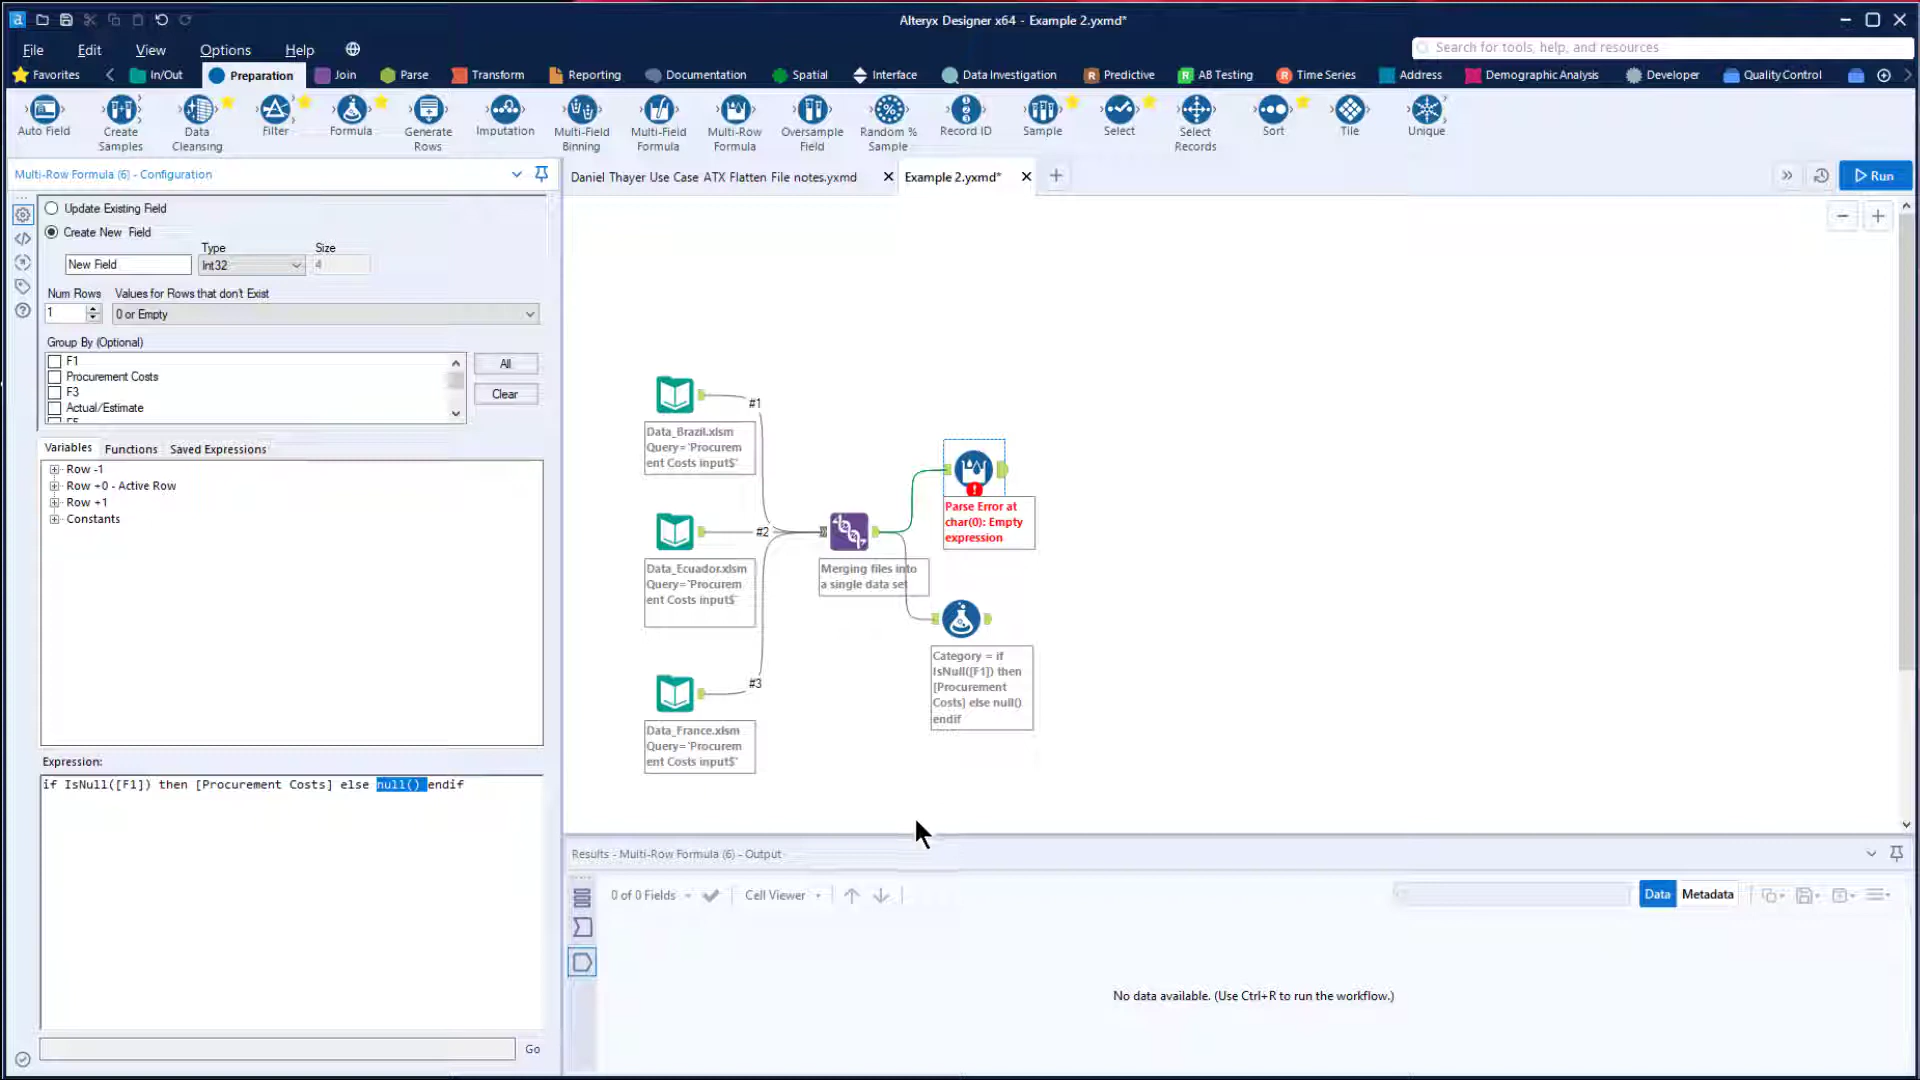 Alteryx Designer x64 - Example 2.yxmd*
File Edit View Options Help
Search for tools, help, and resources
Favorites In/Out Preparation Join Parse Transform Reporting Documentation Spatial Interface Data Investigation Predictive AB Testing Time Series Address Demographic Analysis Developer Quality Control
Auto Field
Create Samples
Data Cleansing
Filter
Formula
Generate Rows
Imputation
Multi-Field Binning
Multi-Field Formula
Multi-Row Formula
Oversample Field
Random % Sample
Record ID
Sample
Select
Select Records
Sort
Tile
Unique
Multi-Row Formula (6) - Configuration
Daniel Thayer Use Case ATX Flatten File notes.yxmd
Example 2.yxmd*
Run
Update Existing Field
Create New Field
Type
Size
New Field
Int32
4
Num Rows
Values for Rows that don't Exist
1
0 or Empty
Group By (Optional)
F1
Procurement Costs
F3
Actual/Estimate
F5
All
Clear
Variables Functions Saved Expressions
Row -1
Row +0 - Active Row
Row +1
Constants
Expression:
if IsNull([F1]) then [Procurement Costs] else null() endif
Go
#1
Data_Brazil.xlsm
Query=`Procurem
ent Costs input$`
#2
Data_Ecuador.xlsm
Query=`Procurem
ent Costs input$`
#3
Data_France.xlsm
Query=`Procurem
ent Costs input$`
Merging files into
a single data set
Parse Error at
char(0): Empty
expression
Category = if
IsNull([F1]) then
[Procurement
Costs] else null()
endif
Results - Multi-Row Formula (6) - Output
0 of 0 Fields
Cell Viewer
Data
Metadata
No data available. (Use Ctrl+R to run the workflow.)